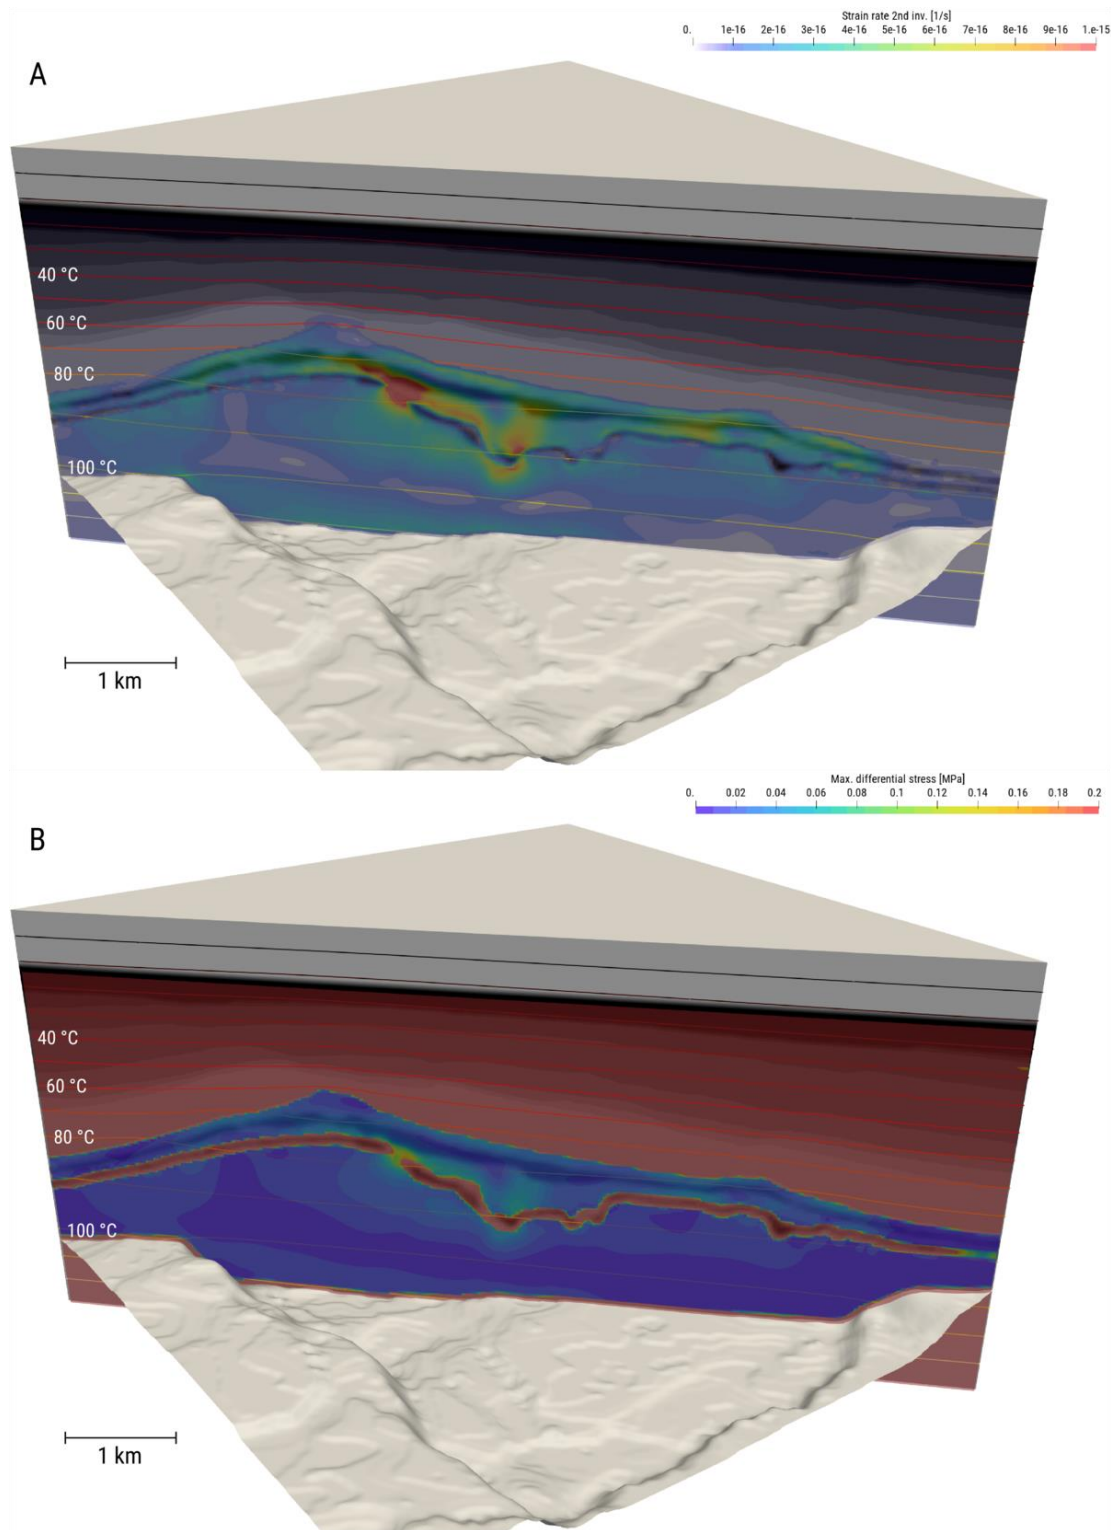 Strain rate 2nd inv. [1/s]
0. 1e-16 2e-16 3e-16 4e-16 5e-16 6e-16 7e-16 8e-16 9e-16 1.e-15
A
40 °C
60 °C
80 °C
100 °C
1 km
Max. differential stress [MPa]
0. 0.02 0.04 0.06 0.08 0.1 0.12 0.14 0.16 0.18 0.2
B
40 °C
60 °C
80 °C
100 °C
1 km